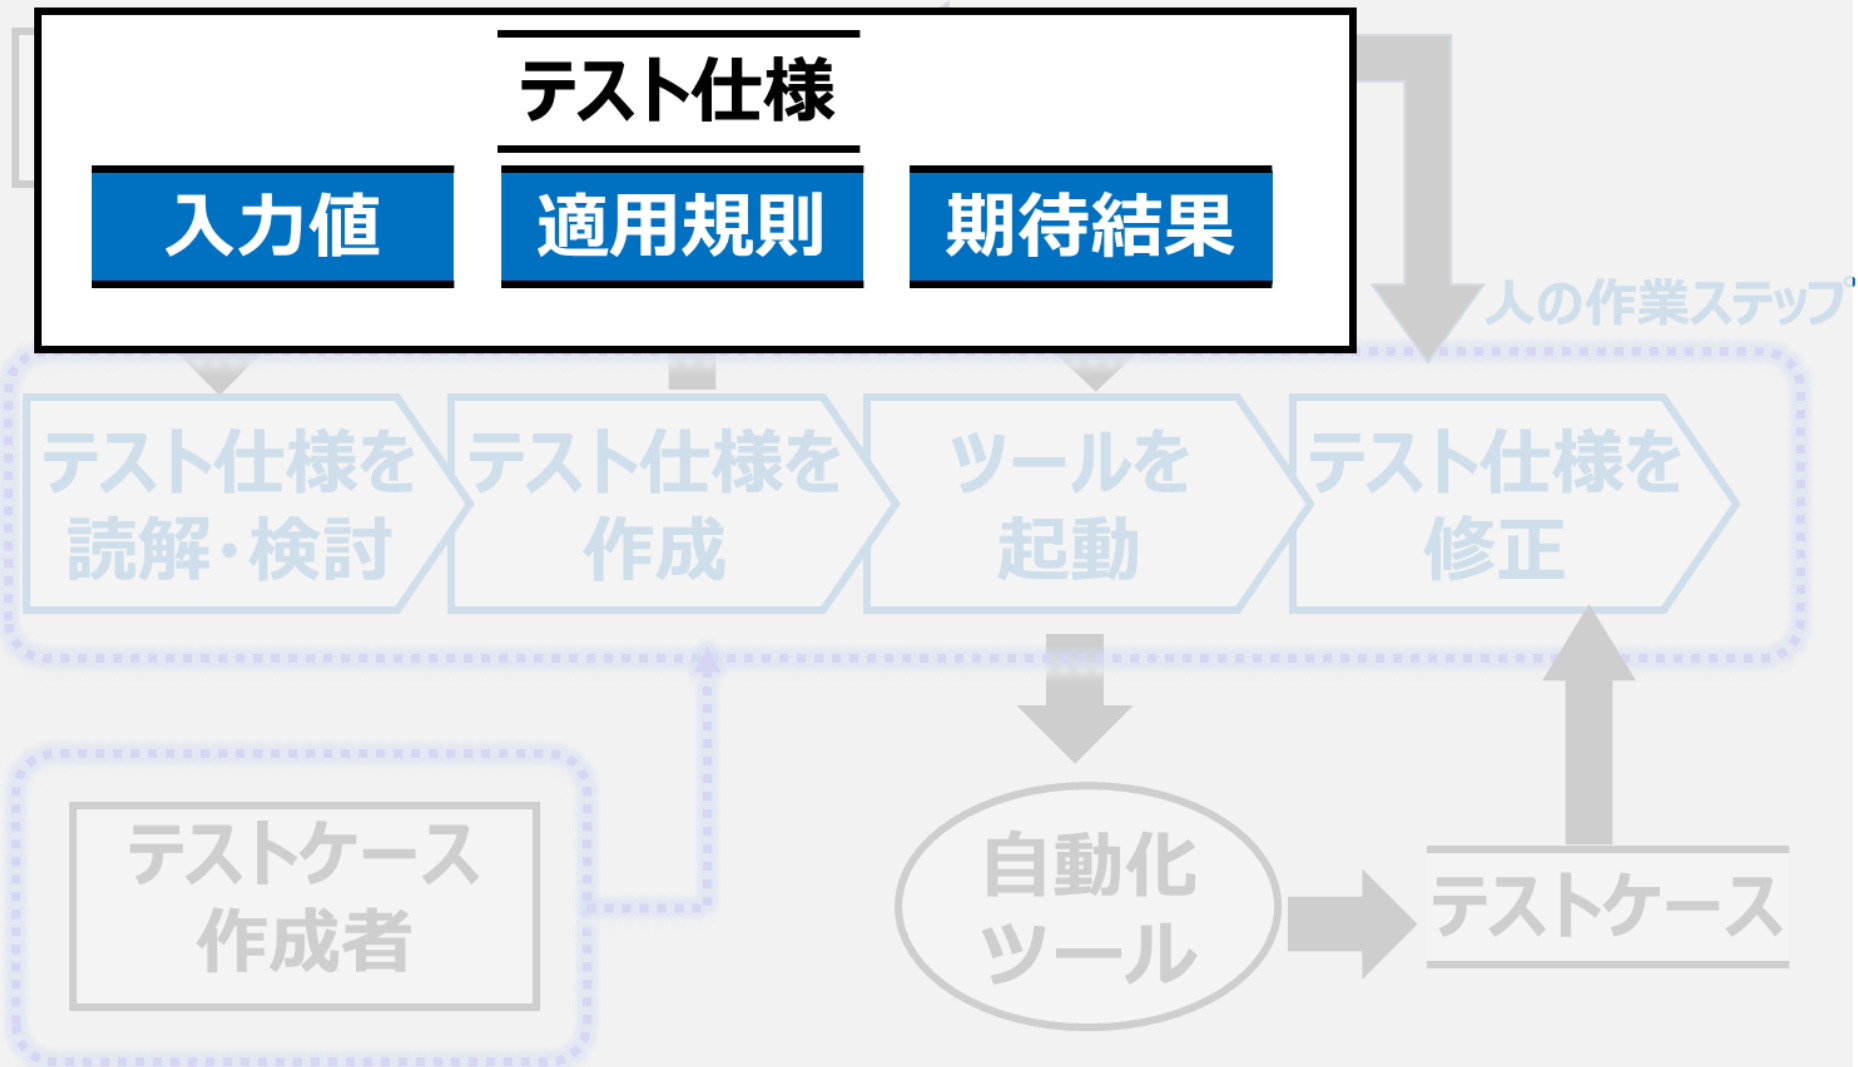 テスト仕様
入力値
適用規則
期待結果
人の作業ステップ
テスト仕様を
読解・検討
テスト仕様を
作成
ツールを
起動
テスト仕様を
修正
テストケース
作成者
自動化
ツール
テストケース